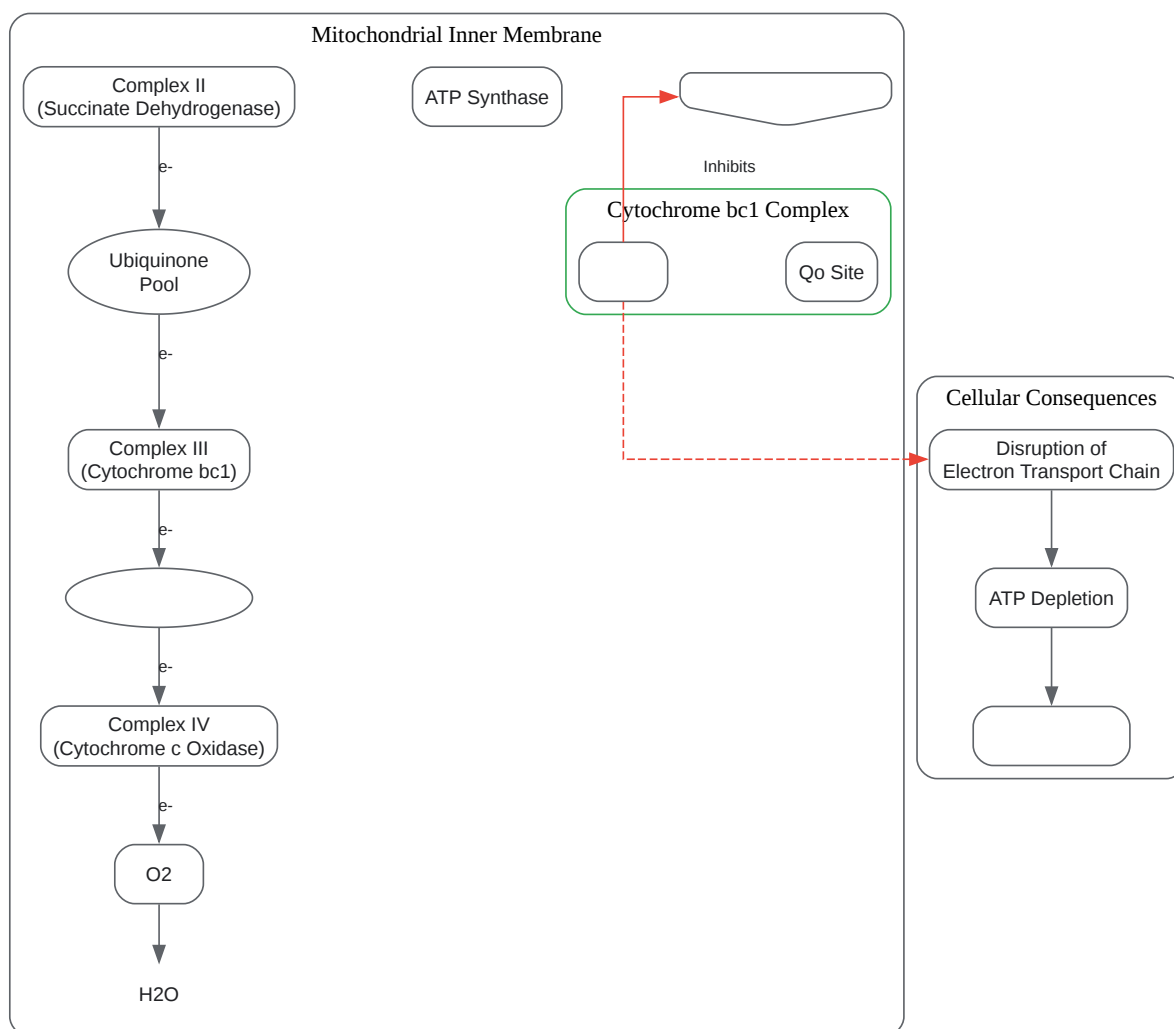 Mitochondrial Inner Membrane
Complex II
(Succinate Dehydrogenase)
ATP Synthase
e-
Inhibits
Cytochrome bc1 Complex
Ubiquinone
Pool
Qo Site
e-
Cellular Consequences
Complex III
(Cytochrome bc1)
Disruption of
Electron Transport Chain
e-
ATP Depletion
e-
Complex IV
(Cytochrome c Oxidase)
e-
O2
H2O